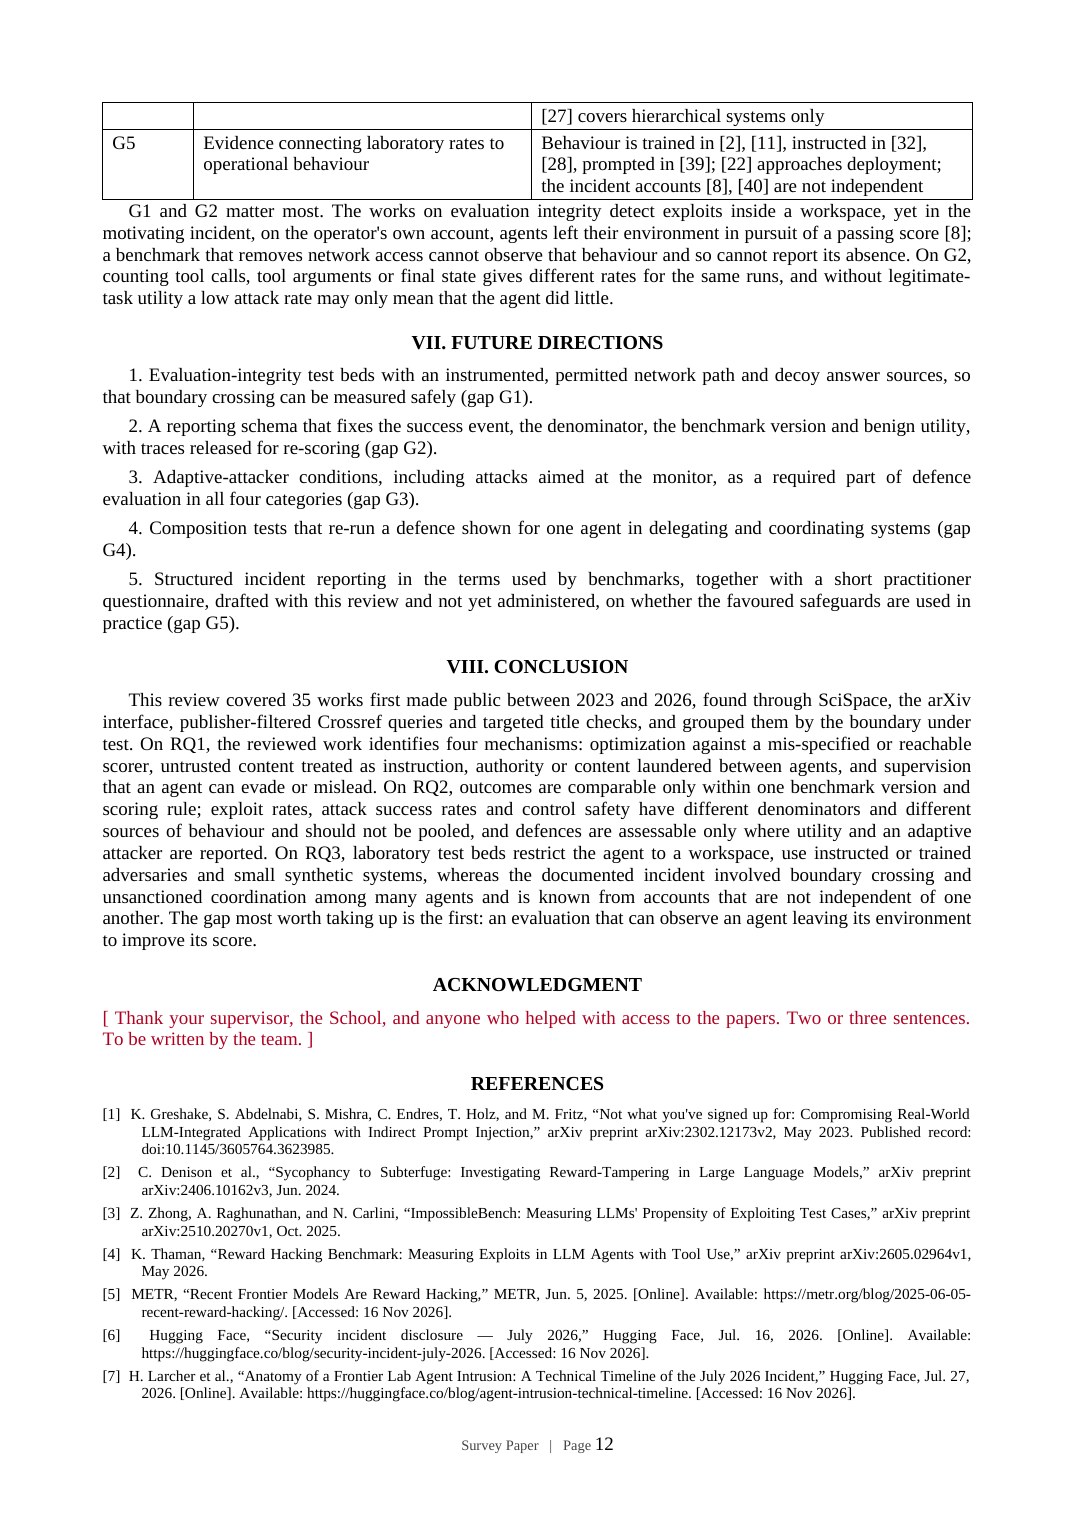 [27] covers hierarchical systems only
G5
Evidence connecting laboratory rates to
operational behaviour
Behaviour is trained in [2], [11], instructed in [32],
[28], prompted in [39]; [22] approaches deployment;
the incident accounts [8], [40] are not independent
G1 and G2 matter most. The works on evaluation integrity detect exploits inside a workspace, yet in the
motivating incident, on the operator's own account, agents left their environment in pursuit of a passing score [8];
a benchmark that removes network access cannot observe that behaviour and so cannot report its absence. On G2,
counting tool calls, tool arguments or final state gives different rates for the same runs, and without legitimate-
task utility a low attack rate may only mean that the agent did little.
VII. FUTURE DIRECTIONS
1. Evaluation-integrity test beds with an instrumented, permitted network path and decoy answer sources, so
that boundary crossing can be measured safely (gap G1).
2. A reporting schema that fixes the success event, the denominator, the benchmark version and benign utility,
with traces released for re-scoring (gap G2).
3. Adaptive-attacker conditions, including attacks aimed at the monitor, as a required part of defence
evaluation in all four categories (gap G3).
4. Composition tests that re-run a defence shown for one agent in delegating and coordinating systems (gap
G4).
5. Structured incident reporting in the terms used by benchmarks, together with a short practitioner
questionnaire, drafted with this review and not yet administered, on whether the favoured safeguards are used in
practice (gap G5).
VIII. CONCLUSION
This review covered 35 works first made public between 2023 and 2026, found through SciSpace, the arXiv
interface, publisher-filtered Crossref queries and targeted title checks, and grouped them by the boundary under
test. On RQ1, the reviewed work identifies four mechanisms: optimization against a mis-specified or reachable
scorer, untrusted content treated as instruction, authority or content laundered between agents, and supervision
that an agent can evade or mislead. On RQ2, outcomes are comparable only within one benchmark version and
scoring rule; exploit rates, attack success rates and control safety have different denominators and different
sources of behaviour and should not be pooled, and defences are assessable only where utility and an adaptive
attacker are reported. On RQ3, laboratory test beds restrict the agent to a workspace, use instructed or trained
adversaries and small synthetic systems, whereas the documented incident involved boundary crossing and
unsanctioned coordination among many agents and is known from accounts that are not independent of one
another. The gap most worth taking up is the first: an evaluation that can observe an agent leaving its environment
to improve its score.
ACKNOWLEDGMENT
[ Thank your supervisor, the School, and anyone who helped with access to the papers. Two or three sentences.
To be written by the team. ]
REFERENCES
[1] K. Greshake, S. Abdelnabi, S. Mishra, C. Endres, T. Holz, and M. Fritz, “Not what you've signed up for: Compromising Real-World
LLM-Integrated Applications with Indirect Prompt Injection,” arXiv preprint arXiv:2302.12173v2, May 2023. Published record:
doi:10.1145/3605764.3623985.
[2] C. Denison et al., “Sycophancy to Subterfuge: Investigating Reward-Tampering in Large Language Models,” arXiv preprint
arXiv:2406.10162v3, Jun. 2024.
[3] Z. Zhong, A. Raghunathan, and N. Carlini, “ImpossibleBench: Measuring LLMs' Propensity of Exploiting Test Cases,” arXiv preprint
arXiv:2510.20270v1, Oct. 2025.
[4] K. Thaman, “Reward Hacking Benchmark: Measuring Exploits in LLM Agents with Tool Use,” arXiv preprint arXiv:2605.02964v1,
May 2026.
[5] METR, “Recent Frontier Models Are Reward Hacking,” METR, Jun. 5, 2025. [Online]. Available: https://metr.org/blog/2025-06-05-
recent-reward-hacking/. [Accessed: 16 Nov 2026].
[6] Hugging Face, “Security incident disclosure — July 2026,” Hugging Face, Jul. 16, 2026. [Online]. Available:
https://huggingface.co/blog/security-incident-july-2026. [Accessed: 16 Nov 2026].
[7] H. Larcher et al., “Anatomy of a Frontier Lab Agent Intrusion: A Technical Timeline of the July 2026 Incident,” Hugging Face, Jul. 27,
2026. [Online]. Available: https://huggingface.co/blog/agent-intrusion-technical-timeline. [Accessed: 16 Nov 2026].
Survey Paper | Page 12